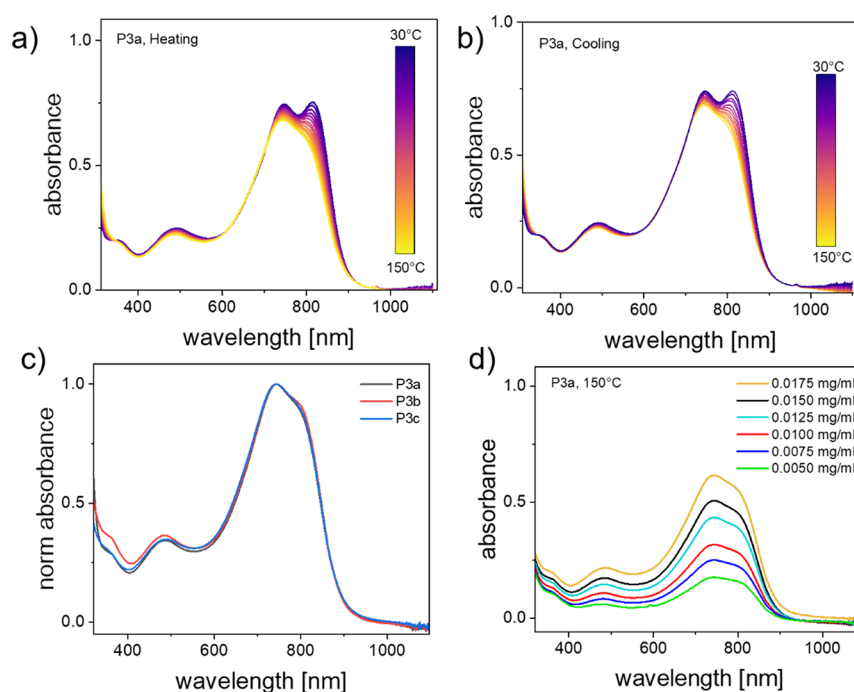 a)
P3a, Heating
30°C
150°C
1.0
0.5
0.0
absorbance
400 600 800 1000
wavelength [nm]
b)
P3a, Cooling
30°C
150°C
1.0
0.5
0.0
absorbance
400 600 800 1000
wavelength [nm]
c)
P3a
P3b
P3c
1.0
0.5
0.0
norm absorbance
400 600 800 1000
wavelength [nm]
d)
P3a, 150°C
0.0175 mg/ml
0.0150 mg/ml
0.0125 mg/ml
0.0100 mg/ml
0.0075 mg/ml
0.0050 mg/ml
1.0
0.5
0.0
absorbance
400 600 800 1000
wavelength [nm]